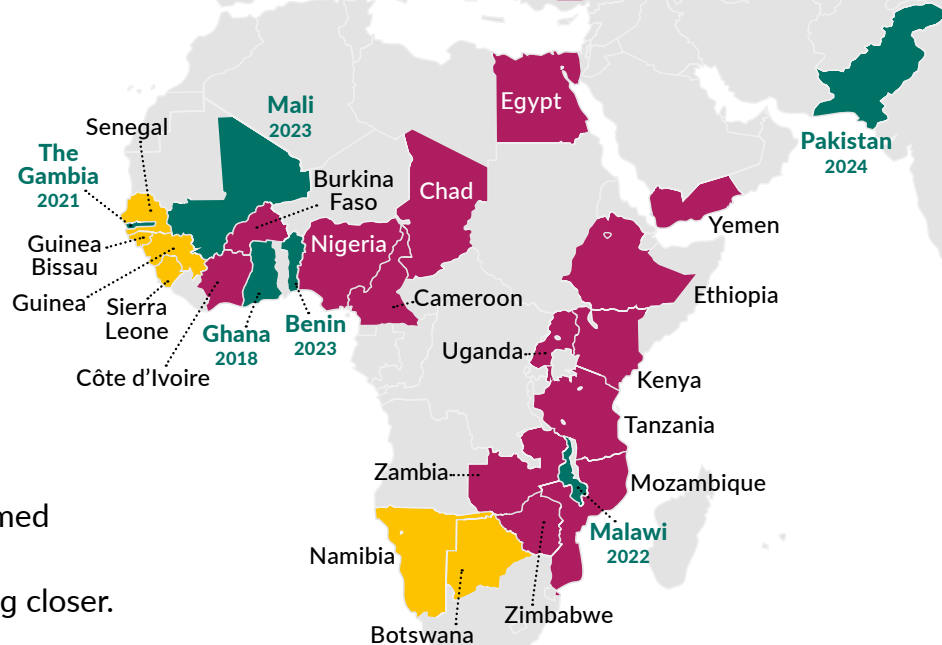 Egypt
Mali
2023
Senegal
The
Gambia
2021
Pakistan
2024
Burkina
Faso
Chad
Yemen
Guinea
Bissau
Nigeria
Guinea
Sierra
Leone
Cameroon
Ethiopia
Ghana
2018
Benin
2023
Uganda
Côte d’Ivoire
Kenya
Tanzania
Zambia
Mozambique
med
Malawi
2022
Namibia
g closer.
Zimbabwe
Botswana